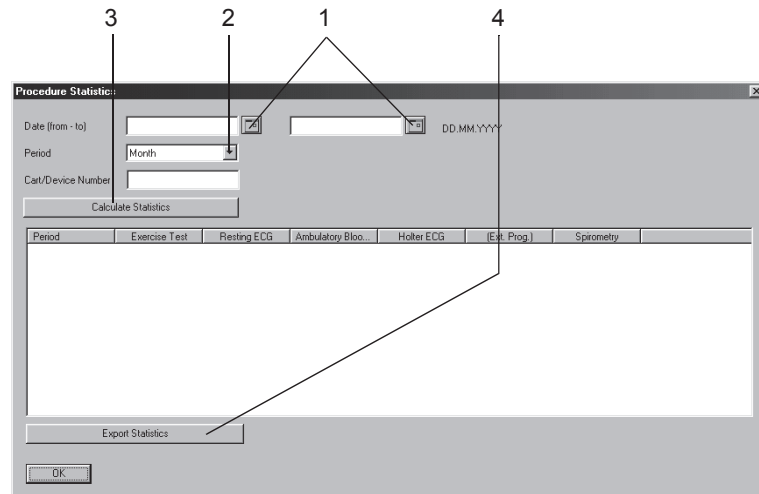 3 2 1 4
Procedure Statistics
Date (from - to) DD.MM.YYYY
Period Month
Cart/Device Number
Calculate Statistics
Period Exercise Test Resting ECG Ambulatory Bloo... Holter ECG (Ext. Prog.) Spirometry
Export Statistics
OK